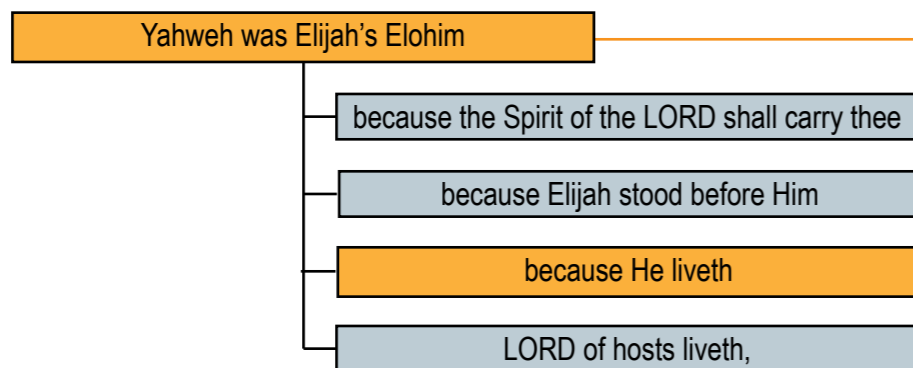 Yahweh was Elijah’s Elohim
because the Spirit of the LORD shall carry thee
because Elijah stood before Him
because He liveth
LORD of hosts liveth,